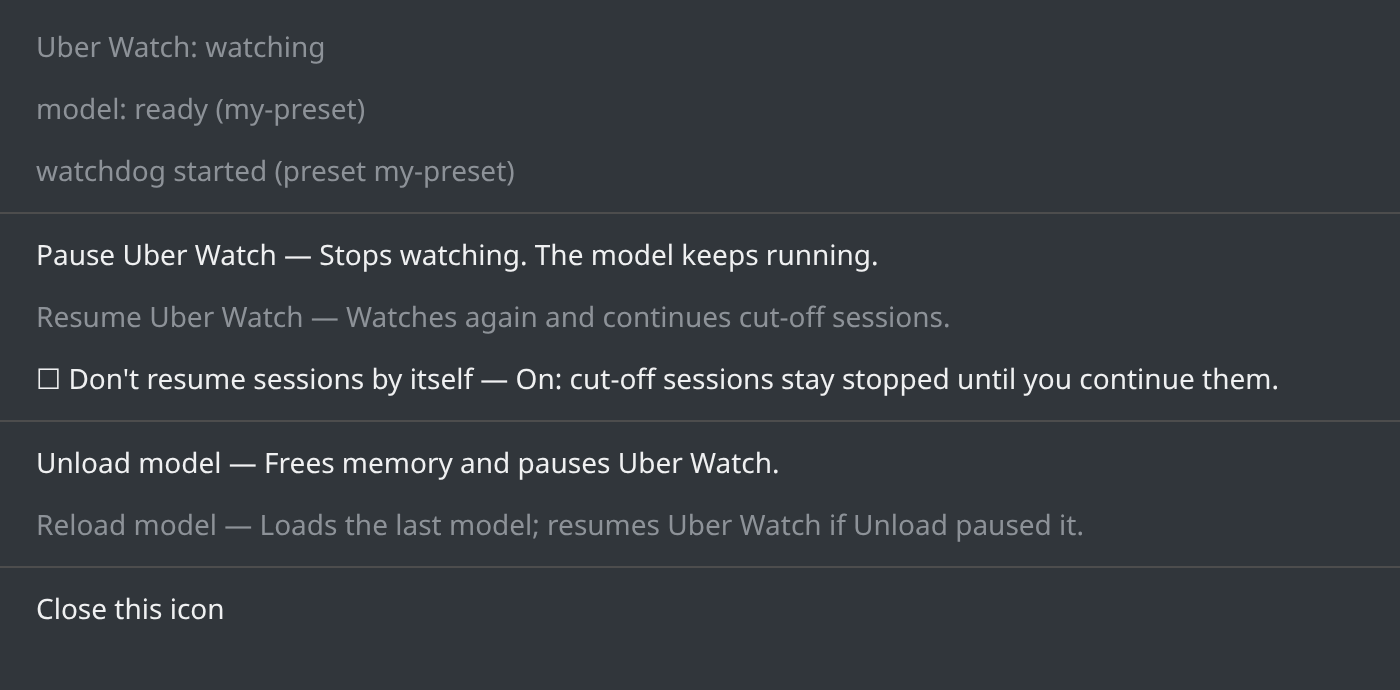 Uber Watch: watching
model: ready (my-preset)
watchdog started (preset my-preset)
Pause Uber Watch — Stops watching. The model keeps running.
Resume Uber Watch — Watches again and continues cut-off sessions.
☐ Don't resume sessions by itself — On: cut-off sessions stay stopped until you continue them.
Unload model — Frees memory and pauses Uber Watch.
Reload model — Loads the last model; resumes Uber Watch if Unload paused it.
Close this icon